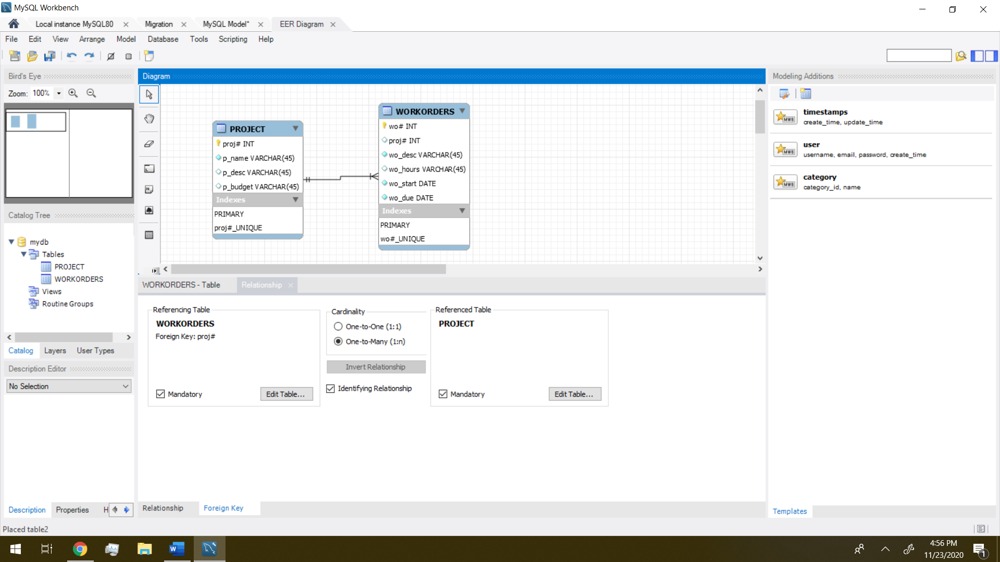 MySQL Workbench
Local instance MySQL80
Migration
MySQL Model*
EER Diagram
File Edit View Arrange Model Database Tools Scripting Help
Bird's Eye
Zoom: 100%
Catalog Tree
mydb
Tables
PROJECT
WORKORDERS
Views
Routine Groups
Catalog Layers User Types
Description Editor
No Selection
Description Properties H
Diagram
PROJECT
proj# INT
p_name VARCHAR(45)
p_desc VARCHAR(45)
p_budget VARCHAR(45)
Indexes
PRIMARY
proj#_UNIQUE
WORKORDERS
wo# INT
proj# INT
wo_desc VARCHAR(45)
wo_hours VARCHAR(45)
wo_start DATE
wo_due DATE
Indexes
PRIMARY
wo#_UNIQUE
WORKORDERS - Table
Relationship
Referencing Table
WORKORDERS
Foreign Key: proj#
Mandatory
Edit Table...
Cardinality
One-to-One (1:1)
One-to-Many (1:n)
Invert Relationship
Identifying Relationship
Referenced Table
PROJECT
Mandatory
Edit Table...
Relationship
Foreign Key
Modeling Additions
timestamps
create_time, update_time
user
username, email, password, create_time
category
category_id, name
MWB
MWB
MWB
Templates
Placed table2
4:56 PM
11/23/2020
1